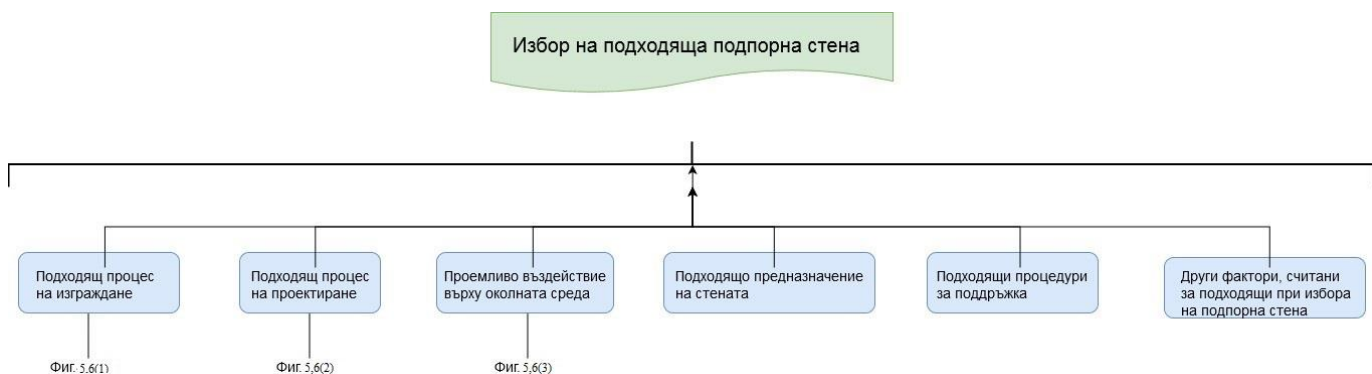 Избор на подходяща подпорна стена
Подходящ процес
на изграждане
Подходящ процес
на проектиране
Проемливо въздействие
върху околната среда
Подходящо предназначение
на стената
Подходящи процедури
за поддръжка
Други фактори, считани
за подходящи при избора
на подпорна стена
Фиг. 5.6(1)
Фиг. 5,6(2)
Фиг. 5,6(3)